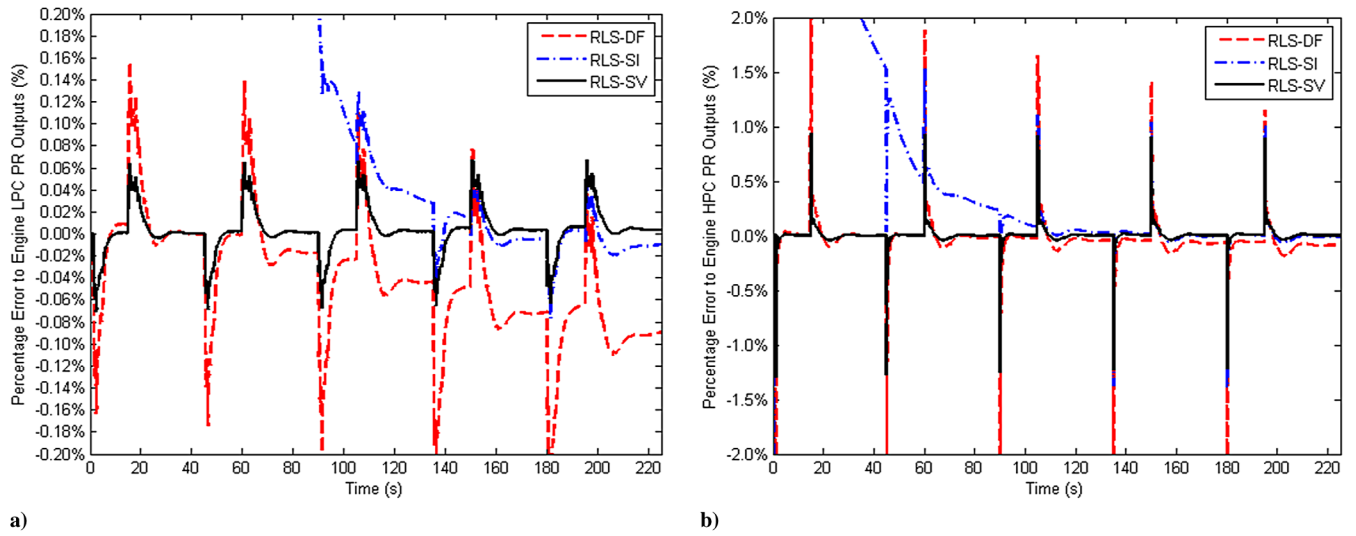 Percentage Error to Engine LPC PR Outputs (%)
0.20%
0.18%
0.16%
0.14%
0.12%
0.10%
0.08%
0.06%
0.04%
0.02%
0.00%
-0.02%
-0.04%
-0.06%
-0.08%
-0.10%
-0.12%
-0.14%
-0.16%
-0.18%
-0.20%
RLS-DF
RLS-SI
RLS-SV
0 20 40 60 80 100 120 140 160 180 200 220
Time (s)
a)
Percentage Error to Engine HPC PR Outputs (%)
2.0%
1.5%
1.0%
0.5%
0.0%
-0.5%
-1.0%
-1.5%
-2.0%
RLS-DF
RLS-SI
RLS-SV
0 20 40 60 80 100 120 140 160 180 200 220
Time (s)
b)